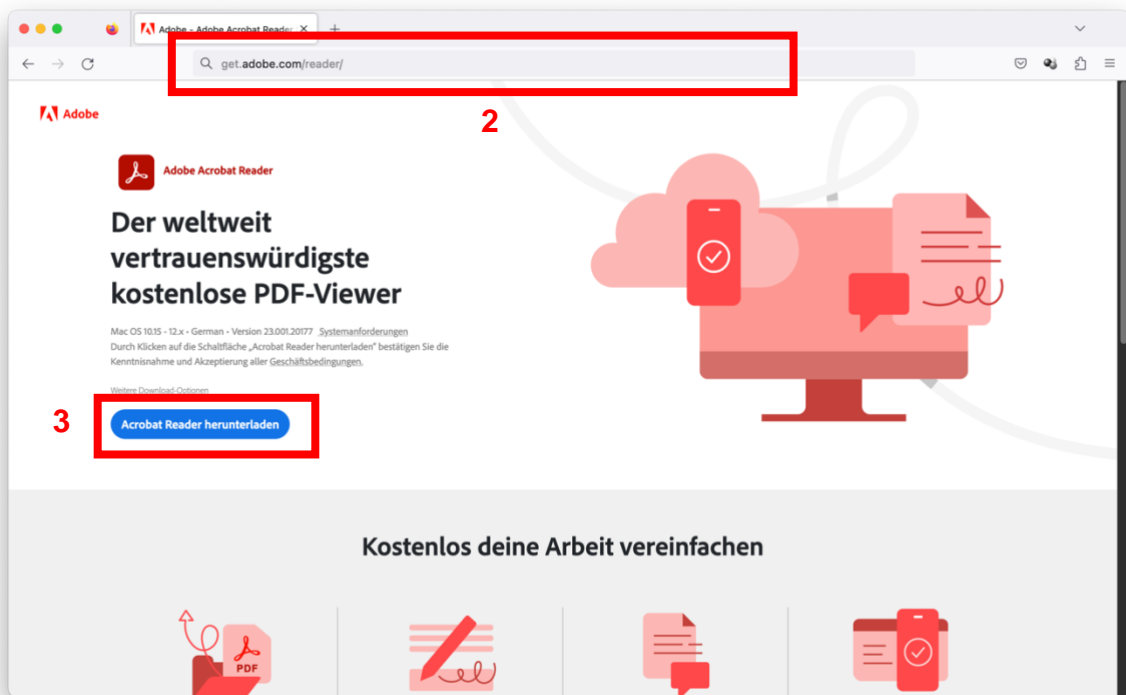 Adobe - Adobe Acrobat Reader
get.adobe.com/reader/
2
Adobe
Adobe Acrobat Reader
Der weltweit
vertrauenswürdigste
kostenlose PDF-Viewer
Mac OS 10.15 - 12.x - German - Version 23.001.20177 Systemanforderungen
Durch Klicken auf die Schaltfläche „Acrobat Reader herunterladen“ bestätigen Sie die
Kenntnisnahme und Akzeptierung aller Geschäftsbedingungen.
Weitere Download-Optionen
3
Acrobat Reader herunterladen
Kostenlos deine Arbeit vereinfachen
PDF